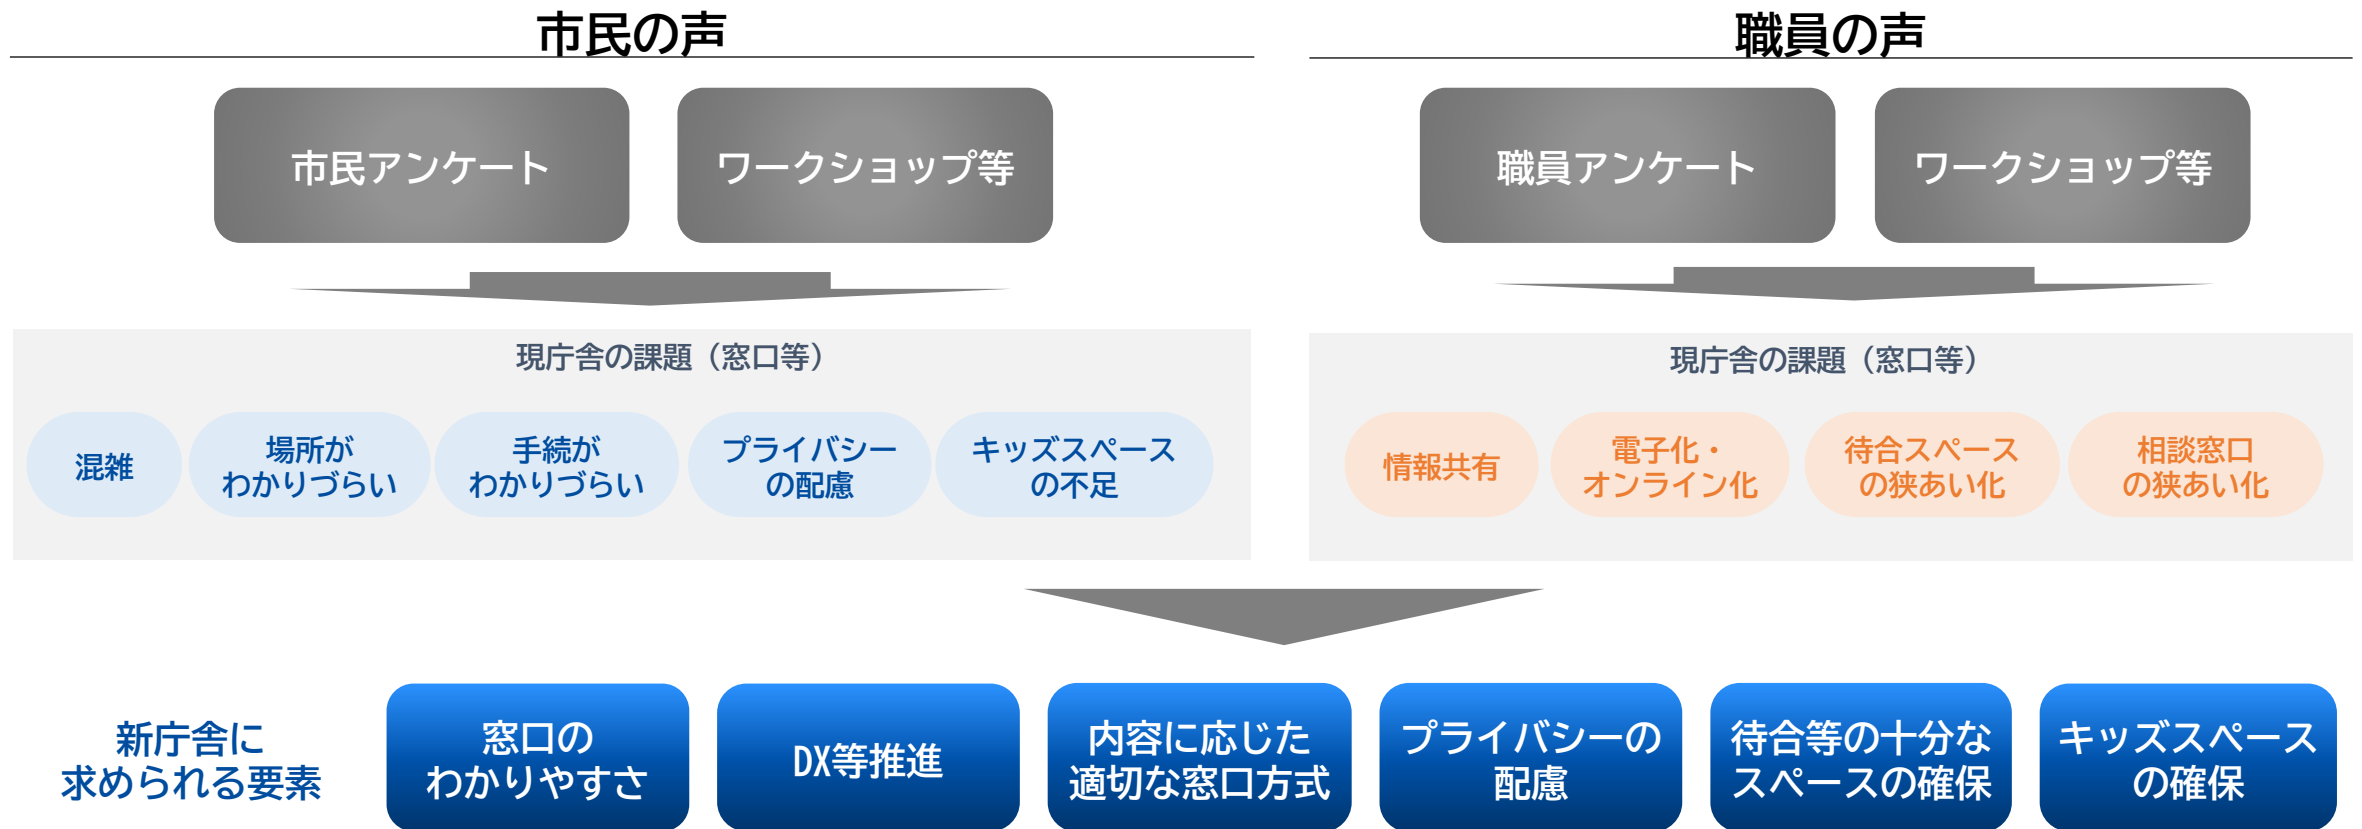 市民の声
市民アンケート
ワークショップ等
現庁舎の課題（窓口等）
混雑
場所が
わかりづらい
手続が
わかりづらい
プライバシー
の配慮
キッズスペース
の不足
職員の声
職員アンケート
ワークショップ等
現庁舎の課題（窓口等）
情報共有
電子化・
オンライン化
待合スペース
の狭あい化
相談窓口
の狭あい化
新庁舎に
求められる要素
窓口の
わかりやすさ
DX等推進
内容に応じた
適切な窓口方式
プライバシーの
配慮
待合等の十分な
スペースの確保
キッズスペース
の確保